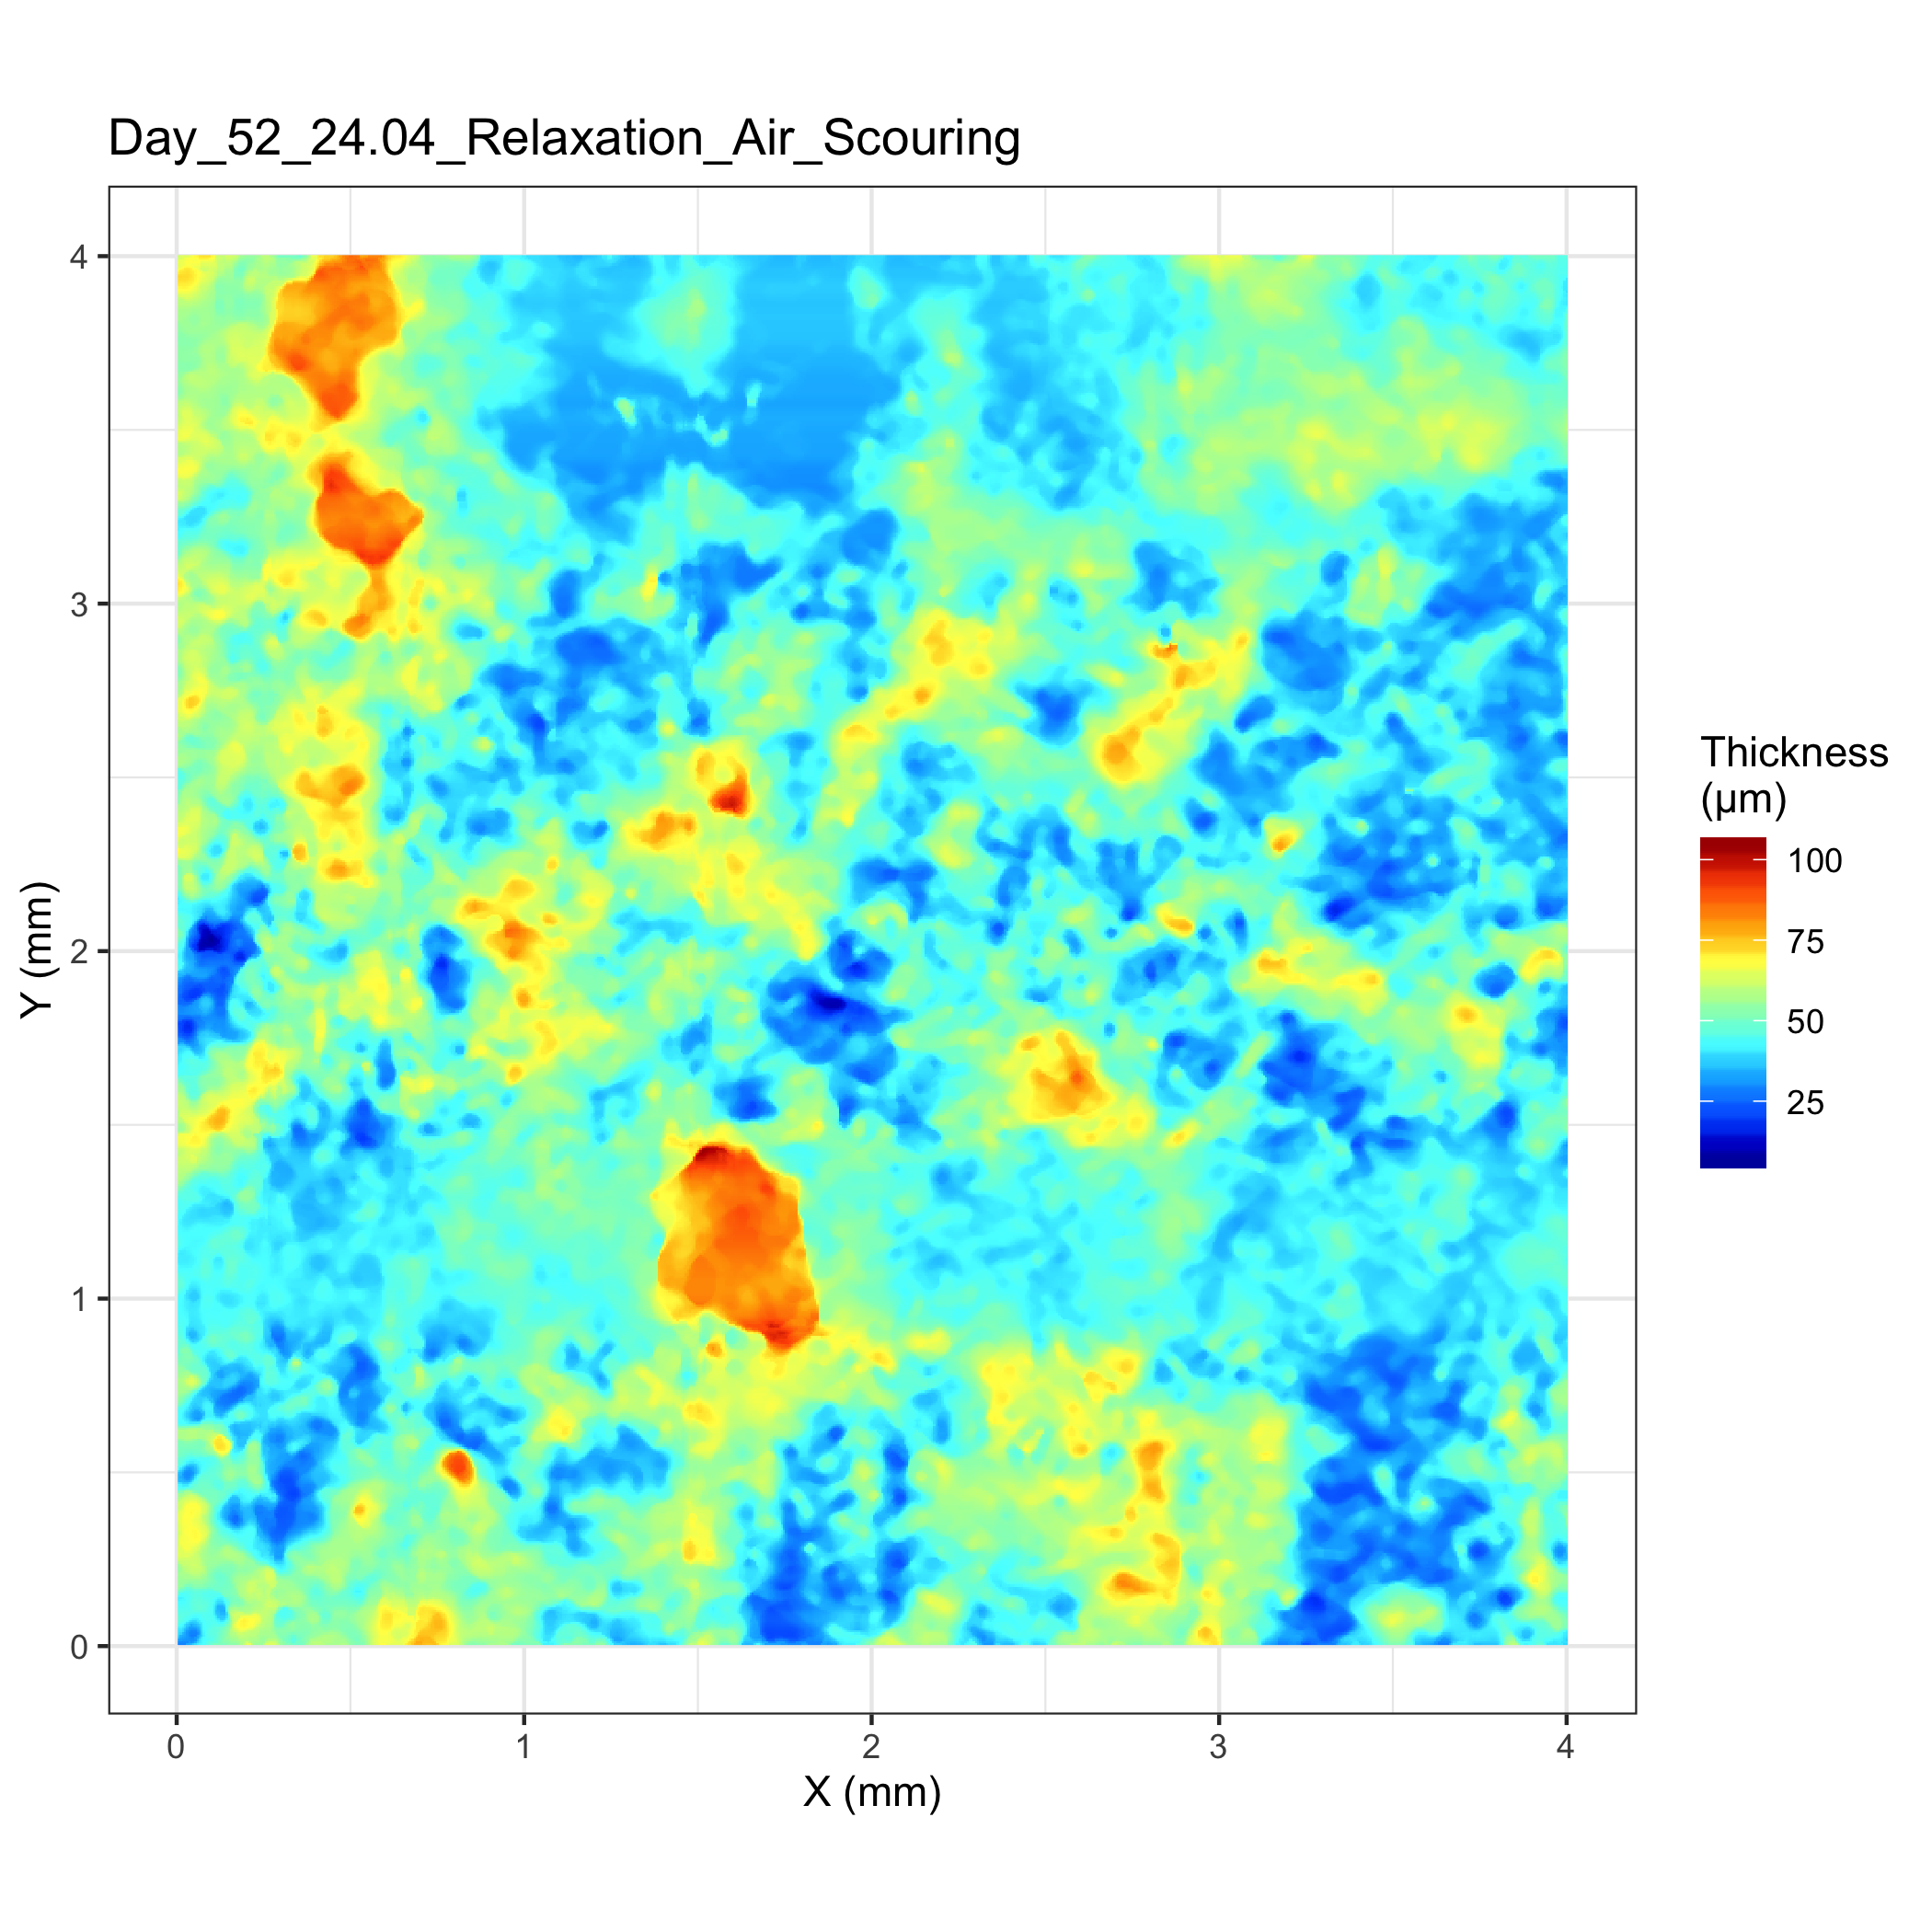 Day_52_24.04_Relaxation_Air_Scouring
4
3
2
1
0
Y (mm)
0 1 2 3 4
X (mm)
Thickness
(µm)
100
75
50
25